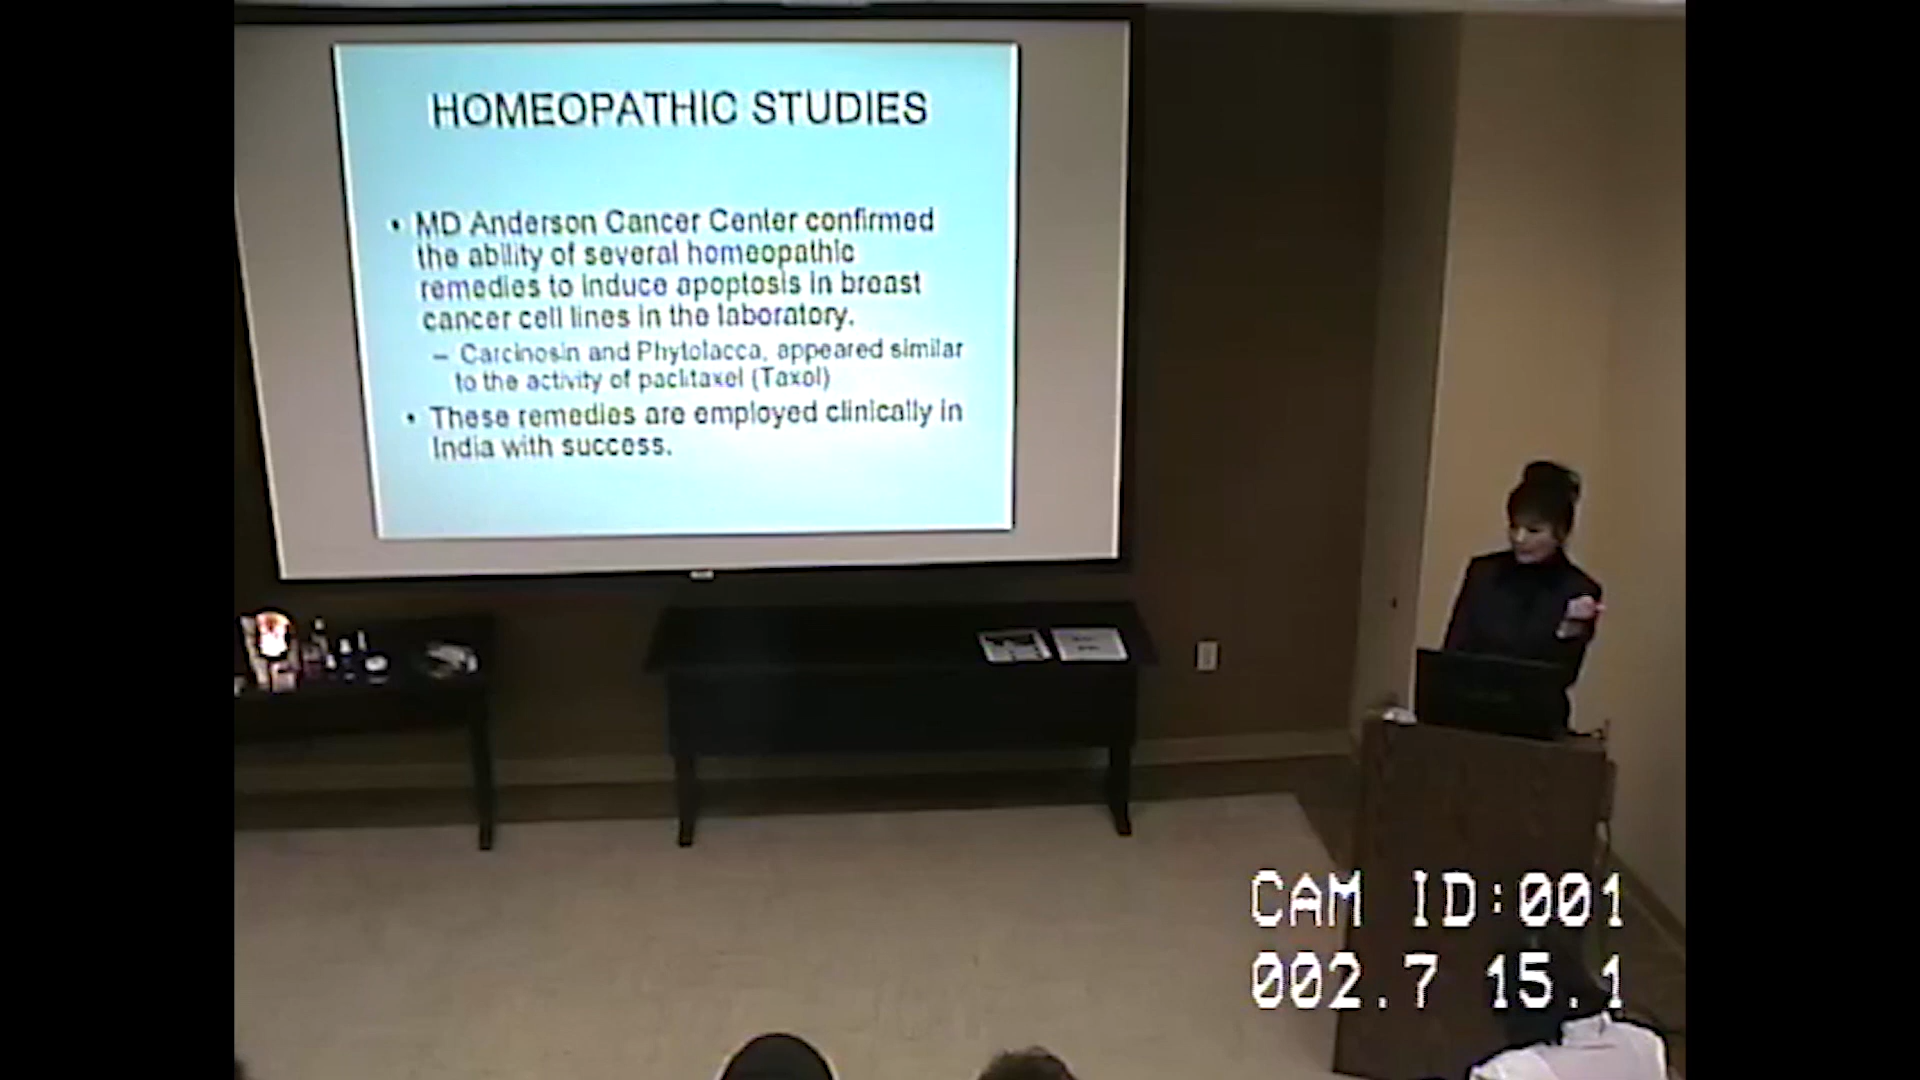 HOMEOPATHIC STUDIES
• MD Anderson Cancer Center confirmed
the ability of several homeopathic
remedies to induce apoptosis in breast
cancer cell lines in the laboratory.
– Carcinosin and Phytolacca, appeared similar
to the activity of paclitaxel (Taxol)
• These remedies are employed clinically in
India with success.
CAM ID:001
002.7 15.1